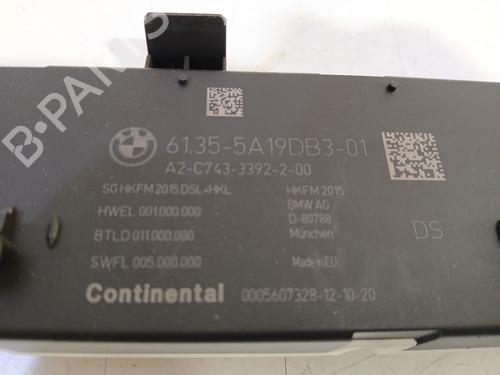 B-PARTS
BMW 61.35-5A19DB3-01
A2-C743-3392-2-00
SG HKFM 2015 DSL+HKL
HWEL 001.000.000
BTLD 011.000.000
SWFL 005.000.000
HKFM 2015
BMW AG
D-80788
München
Made in EU
DS
Continental 0005607328-12-10-20